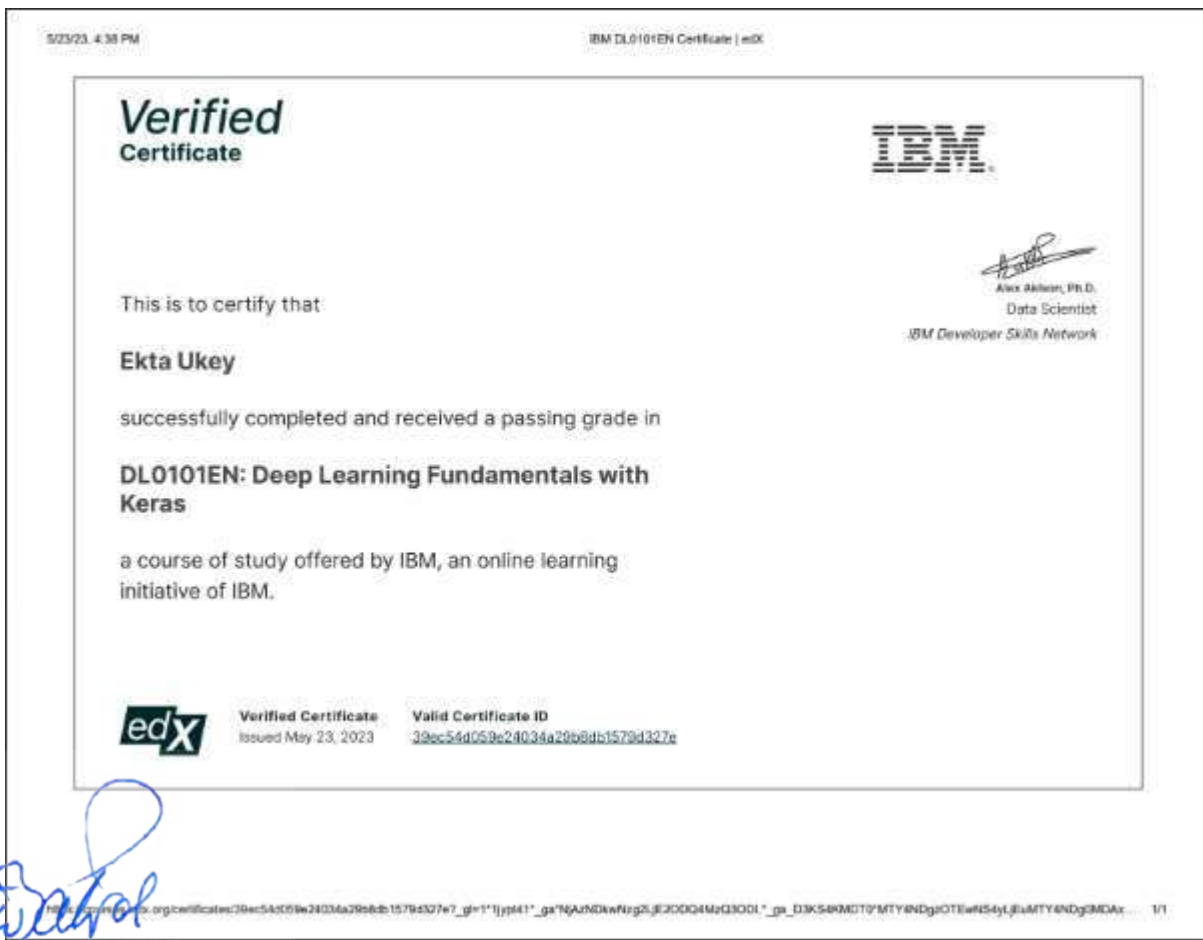 5/23/23, 4:38 PM
IBM DL0101EN Certificate | edX
Verified
Certificate
IBM
Alex Aklson, Ph.D.
Data Scientist
IBM Developer Skills Network
This is to certify that
Ekta Ukey
successfully completed and received a passing grade in
DL0101EN: Deep Learning Fundamentals with
Keras
a course of study offered by IBM, an online learning
initiative of IBM.
edX
Verified Certificate
Issued May 23, 2023
Valid Certificate ID
39ec54d059e24034a29b8db1579d327e
1/1